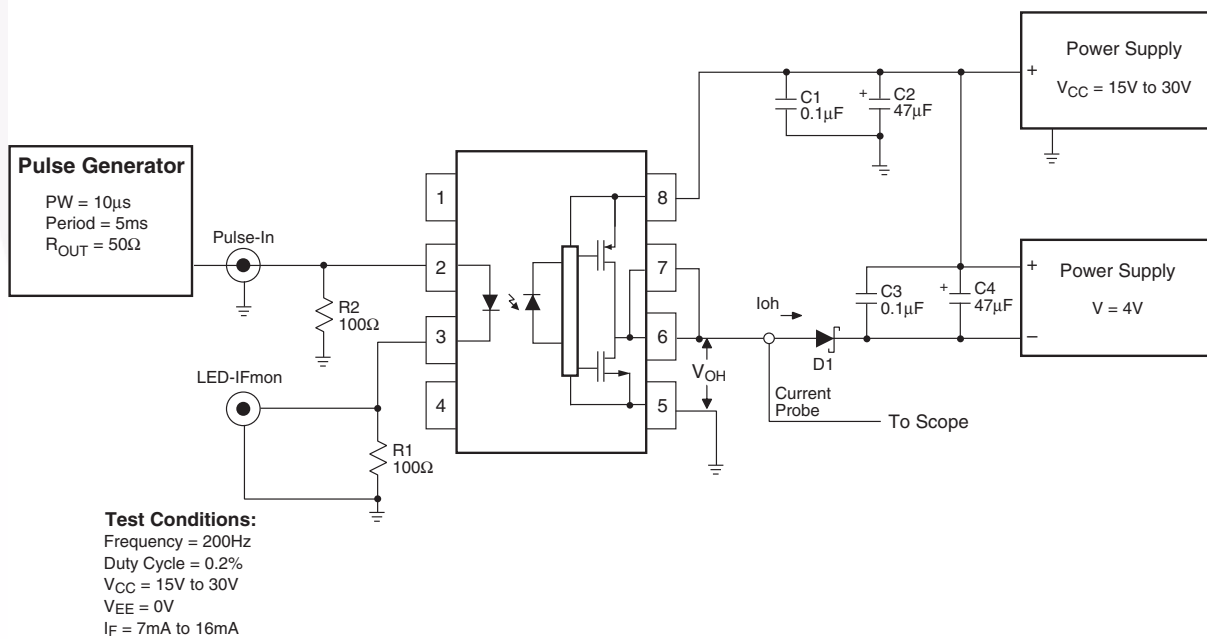 Power Supply
VCC = 15V to 30V
+
C1
0.1μF
+
C2
47μF
Pulse Generator
PW = 10μs
Period = 5ms
ROUT = 50Ω
Pulse-In
R2
100Ω
LED-IFmon
R1
100Ω
1
2
3
4
8
7
6
5
VOH
Ioh
D1
Current
Probe
To Scope
C3
0.1μF
+
C4
47μF
+
Power Supply
V = 4V
–
Test Conditions:
Frequency = 200Hz
Duty Cycle = 0.2%
VCC = 15V to 30V
VEE = 0V
IF = 7mA to 16mA